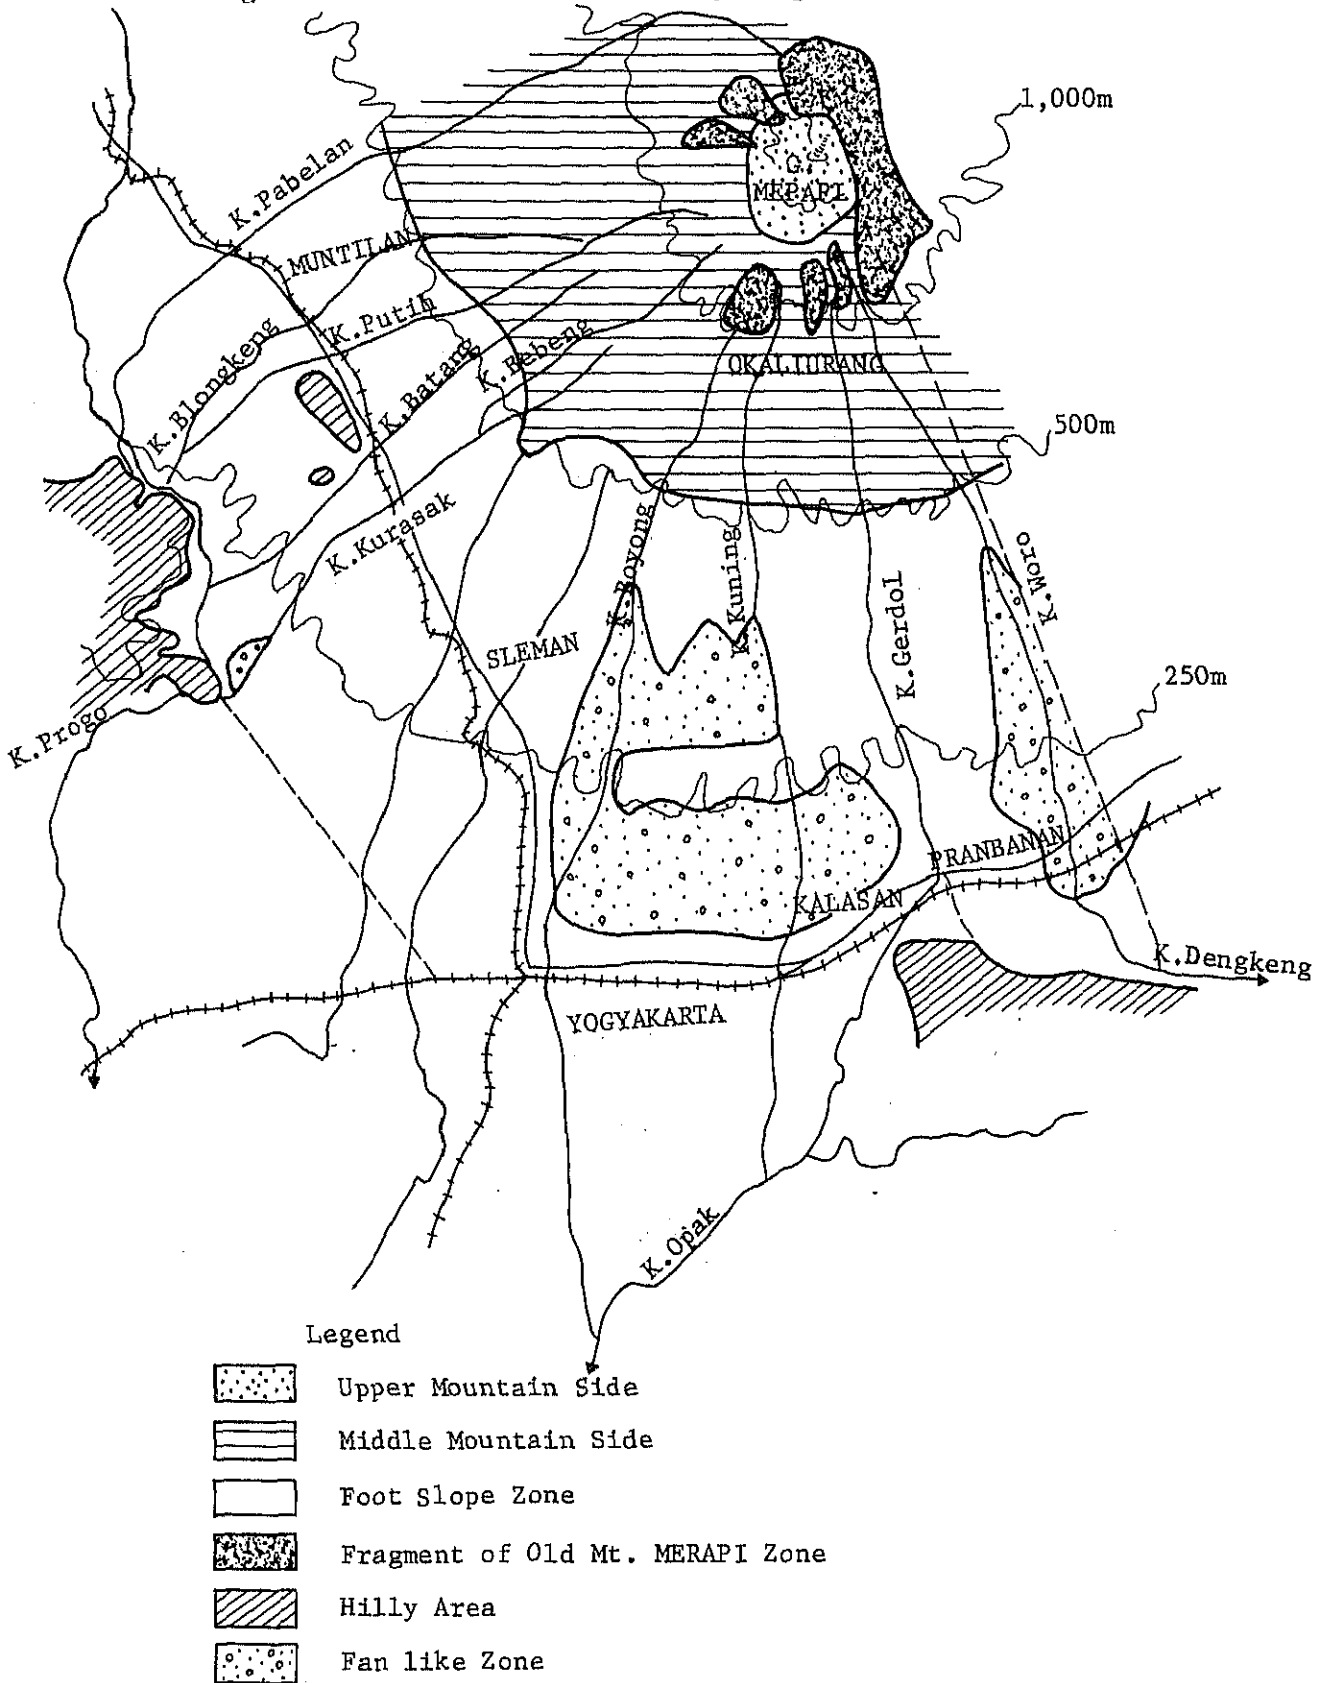 1,000m
G.
MERAPI
K.Pabelan
MUNTILAN
K.Putih
K.Blongkeng
K.Batang
K.Bebeng
OKALIURANG
500m
K.Kurasak
K.Boyong
K.Kuning
K.Gerdol
K.Woro
SLEMAN
250m
K.Progo
PRANBANAN
KALASAN
K.Dengkeng
YOGYAKARTA
K.Opak
Legend
Upper Mountain Side
Middle Mountain Side
Foot Slope Zone
Fragment of Old Mt. MERAPI Zone
Hilly Area
Fan like Zone